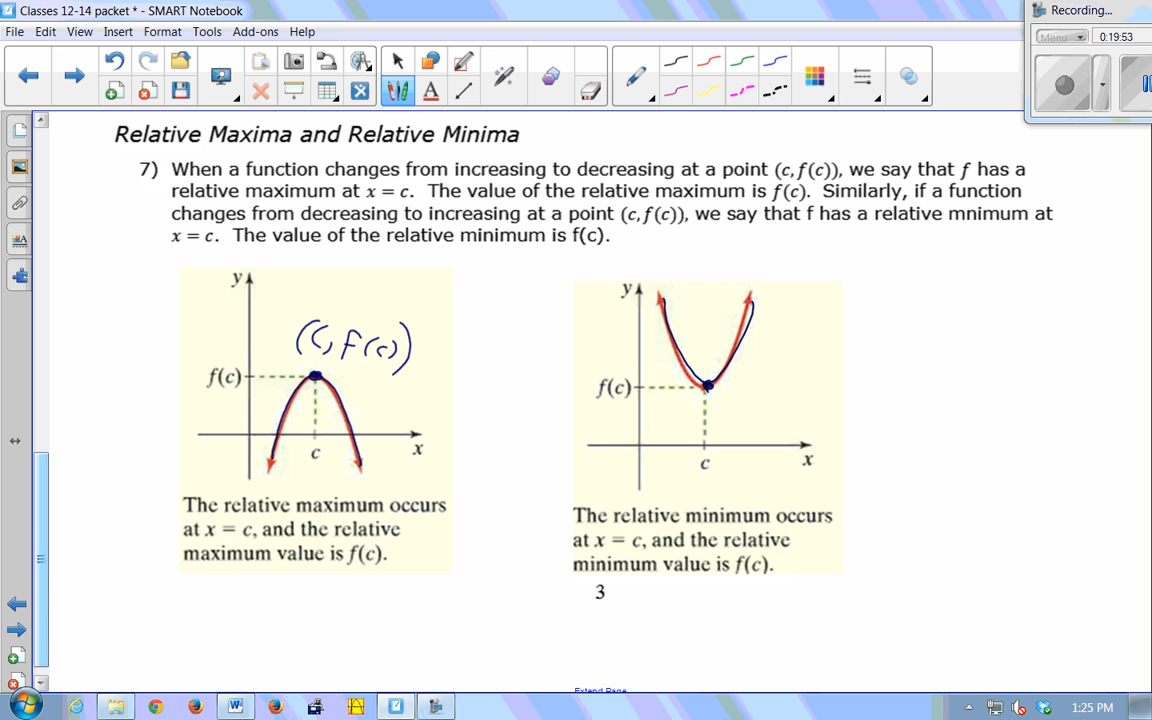 Classes 12-14 packet * - SMART Notebook
Recording...
File Edit View Insert Format Tools Add-ons Help
Menu
0:19:53
Relative Maxima and Relative Minima
7) When a function changes from increasing to decreasing at a point (c, f(c)), we say that f has a
relative maximum at x = c. The value of the relative maximum is f(c). Similarly, if a function
changes from decreasing to increasing at a point (c, f(c)), we say that f has a relative mnimum at
x = c. The value of the relative minimum is f(c).
y
(c, f(c))
f(c)
c
x
The relative maximum occurs
at x = c, and the relative
maximum value is f(c).
y
f(c)
c
x
The relative minimum occurs
at x = c, and the relative
minimum value is f(c).
3
Extend Page
1:25 PM